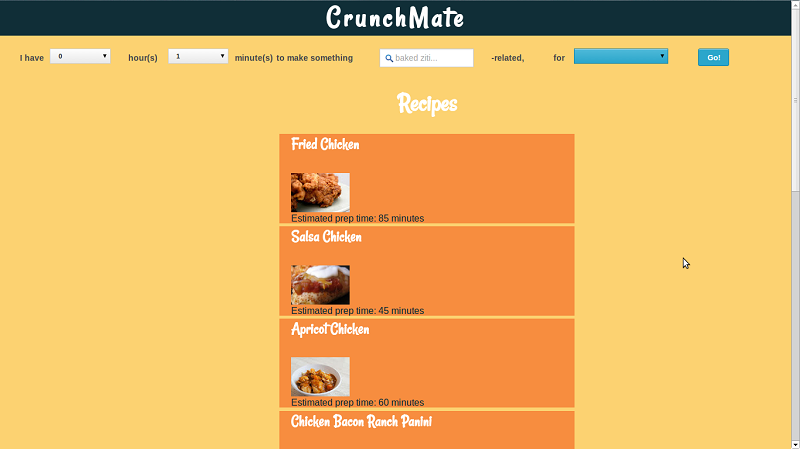 CrunchMate
I have 0 hour(s) 1 minute(s) to make something baked ziti... -related, for Go!
Recipes
Fried Chicken
Estimated prep time: 85 minutes
Salsa Chicken
Estimated prep time: 45 minutes
Apricot Chicken
Estimated prep time: 60 minutes
Chicken Bacon Ranch Panini